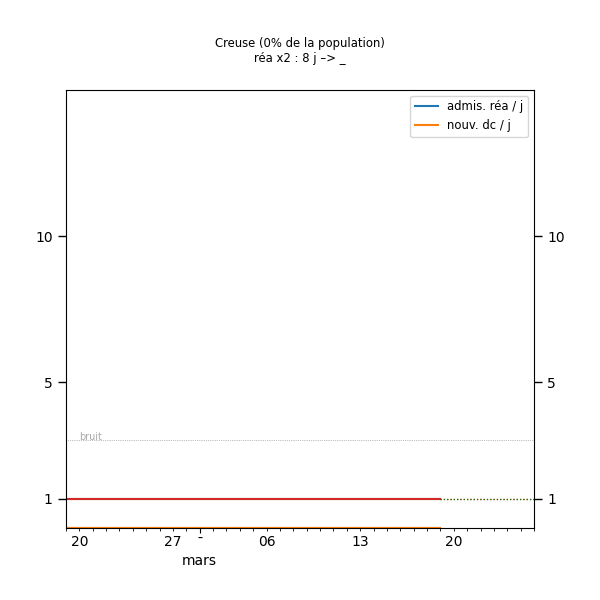 Creuse (0% de la population)
réa x2 : 8 j –> _
admis. réa / j
nouv. dc / j
10 10
5 5
bruit
1 1
20 27 - 06 13 20
mars